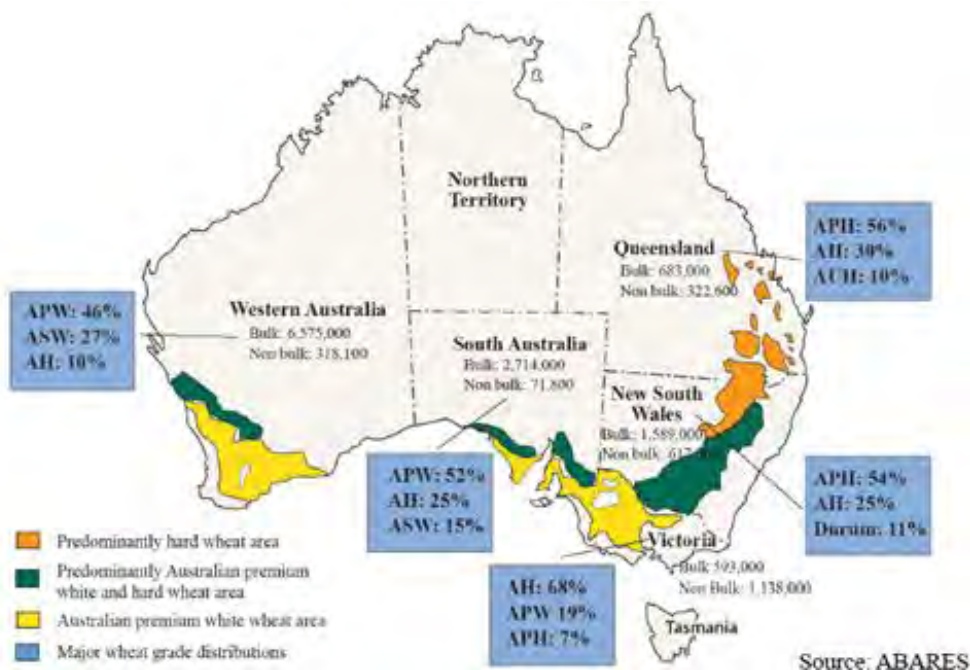 Northern
Territory
Queensland
Bulk: 683,000
Non bulk: 322,600
APH: 56%
AH: 30%
ACH: 10%
APW: 46%
ASW: 27%
AH: 10%
Western Australia
Bulk: 6,575,000
Non bulk: 318,100
South Australia
Bulk: 2,714,000
Non bulk: 71,800
New South
Wales
Bulk: 1,589,000
Non bulk:
APW: 52%
AH: 25%
ASW: 15%
APH: 54%
AH: 25%
Durum: 11%
Victoria
Bulk 593,000
Non Bulk: 1,138,000
AH: 68%
APW 19%
APH: 7%
Tasmania
Predominantly hard wheat area
Predominantly Australian premium
white and hard wheat area
Australian premium white wheat area
Major wheat grade distributions
Source: ABARES